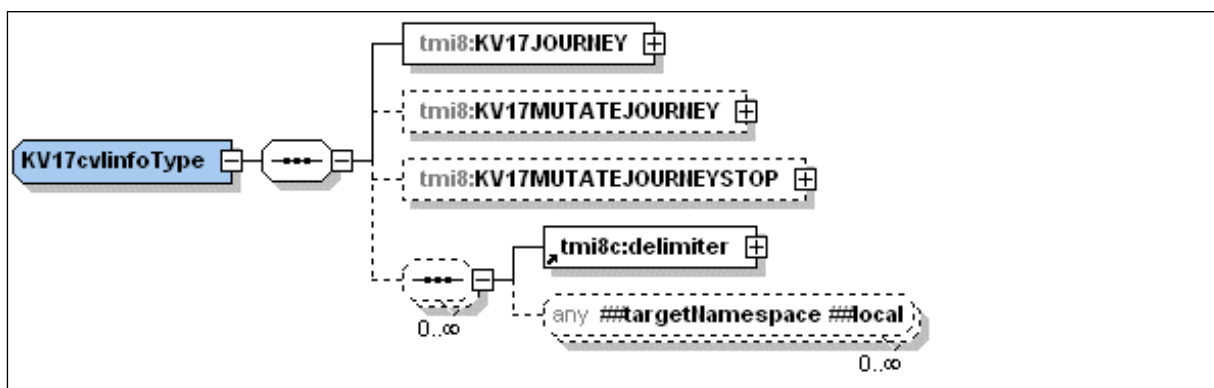 tmi8:KV17JOURNEY
tmi8:KV17MUTATEJOURNEY
KV17cvlinfoType
tmi8:KV17MUTATEJOURNEYSTOP
tmi8c:delimiter
any ##targetNamespace ##local
0..∞
0..∞